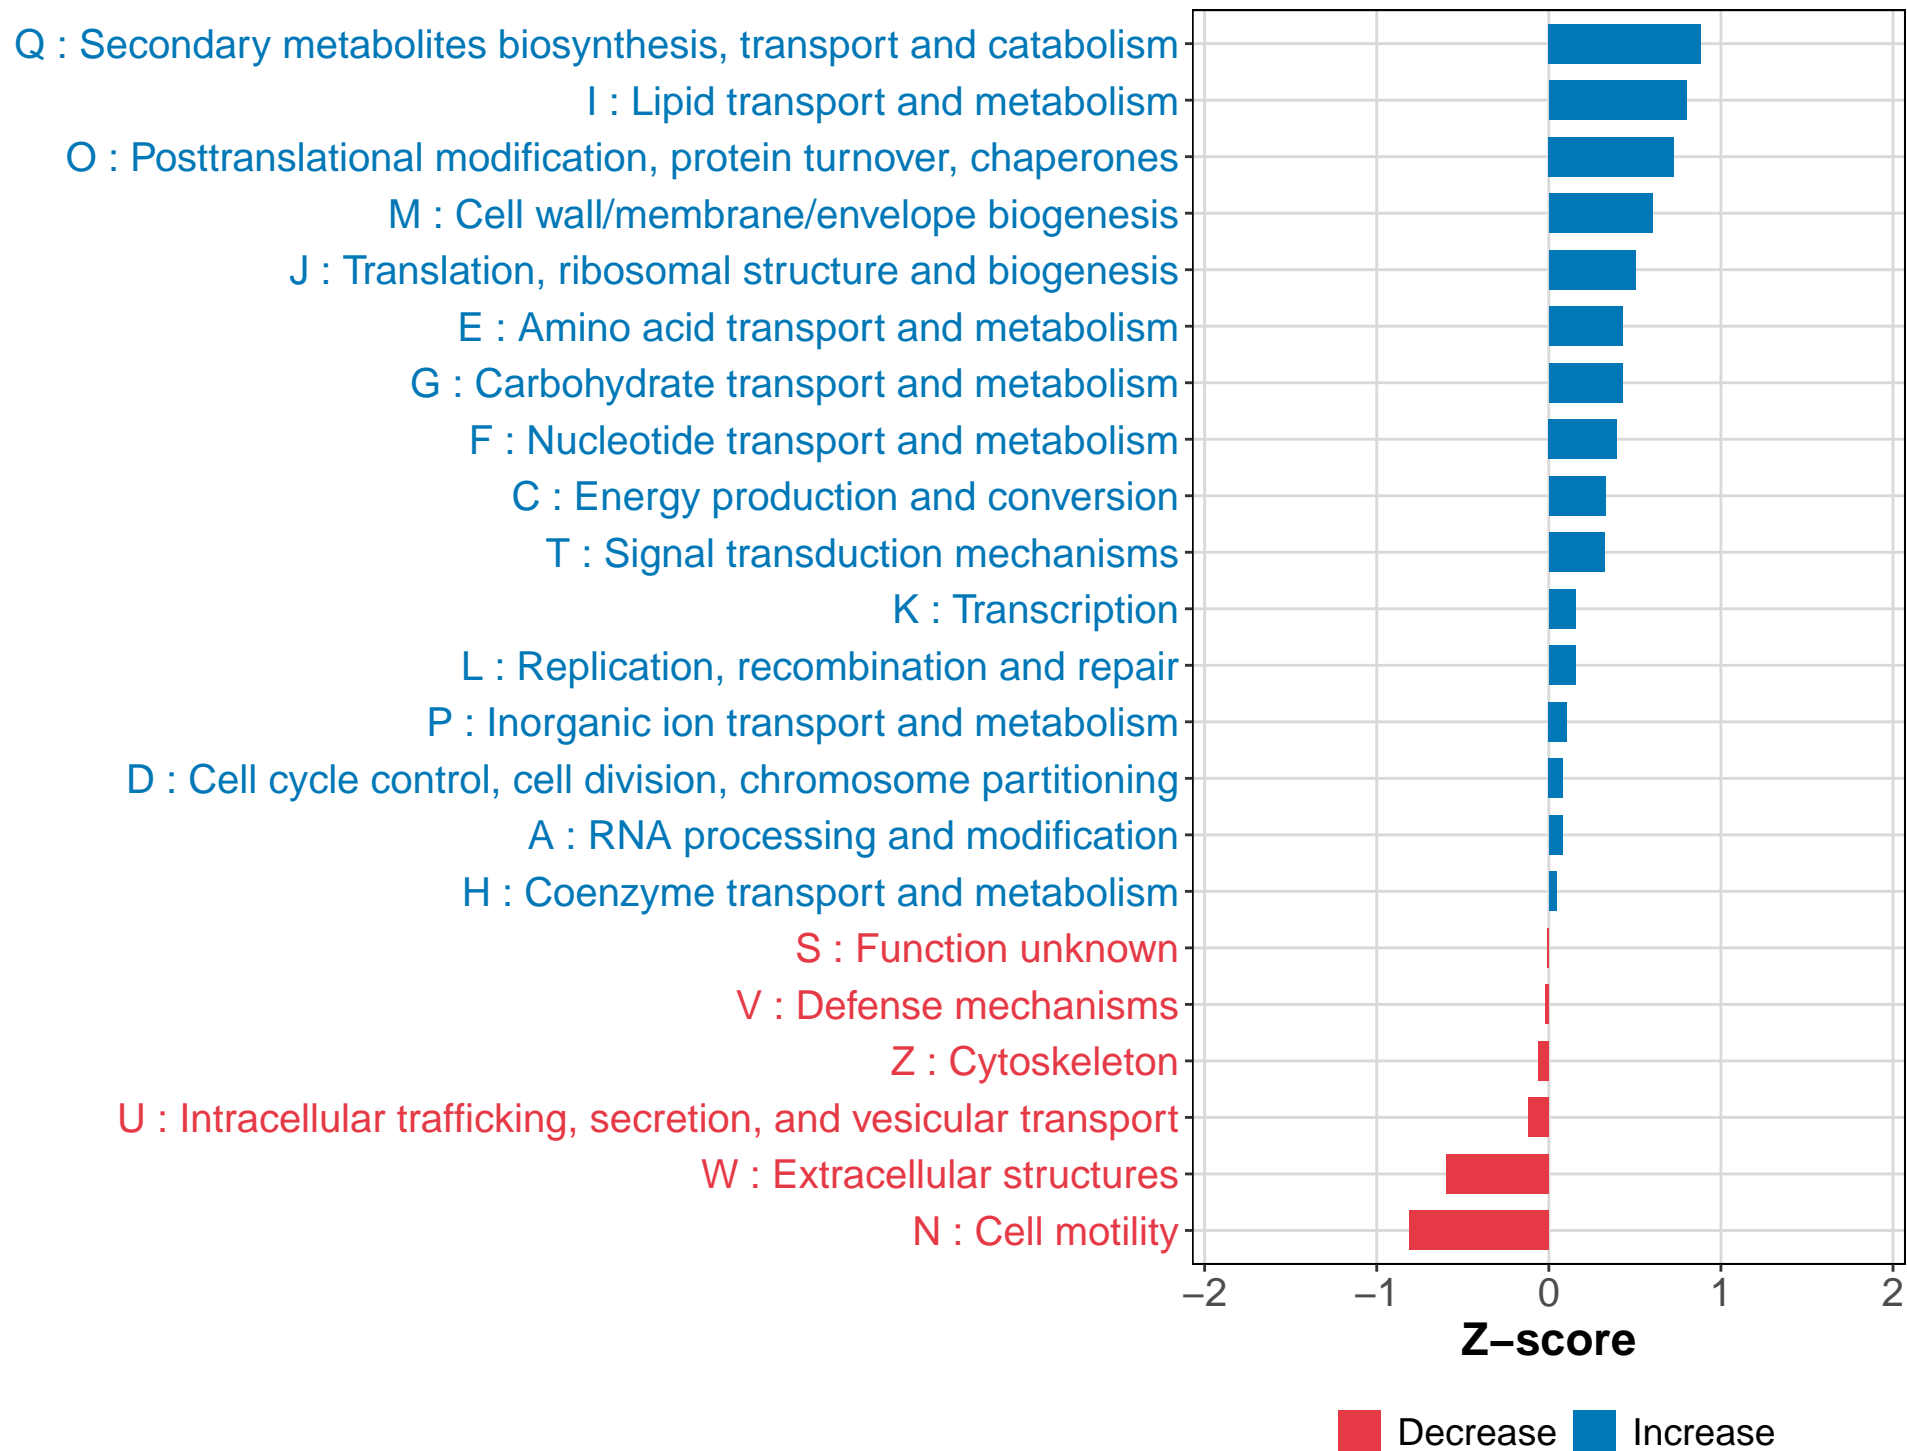 Q : Secondary metabolites biosynthesis, transport and catabolism
I : Lipid transport and metabolism
O : Posttranslational modification, protein turnover, chaperones
M : Cell wall/membrane/envelope biogenesis
J : Translation, ribosomal structure and biogenesis
E : Amino acid transport and metabolism
G : Carbohydrate transport and metabolism
F : Nucleotide transport and metabolism
C : Energy production and conversion
T : Signal transduction mechanisms
K : Transcription
L : Replication, recombination and repair
P : Inorganic ion transport and metabolism
D : Cell cycle control, cell division, chromosome partitioning
A : RNA processing and modification
H : Coenzyme transport and metabolism
S : Function unknown
V : Defense mechanisms
Z : Cytoskeleton
U : Intracellular trafficking, secretion, and vesicular transport
W : Extracellular structures
N : Cell motility
−2 −1 0 1 2
Z−score
Decrease Increase